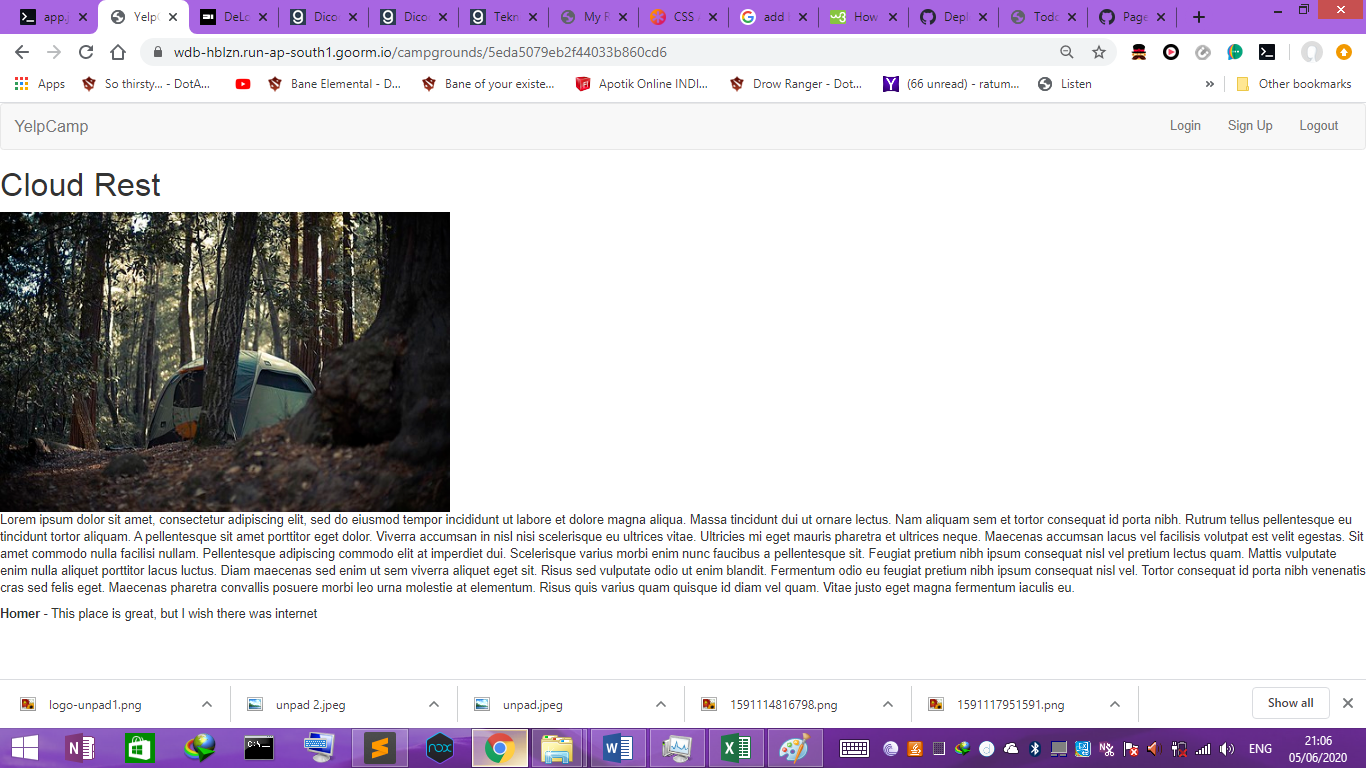 app.j
Yelp
DeLo
Dico
Dico
Tekn
My R
CSS
add
How
Depl
Todo
Page
wdb-hblzn.run-ap-south1.goorm.io/campgrounds/5eda5079eb2f44033b860cd6
Apps
So thirsty... - DotA...
Bane Elemental - D...
Bane of your existe...
Apotik Online INDI...
Drow Ranger - Dot...
(66 unread) - ratum...
Listen
»
Other bookmarks
YelpCamp
Login
Sign Up
Logout
Cloud Rest
Lorem ipsum dolor sit amet, consectetur adipiscing elit, sed do eiusmod tempor incididunt ut labore et dolore magna aliqua. Massa tincidunt dui ut ornare lectus. Nam aliquam sem et tortor consequat id porta nibh. Rutrum tellus pellentesque eu
tincidunt tortor aliquam. A pellentesque sit amet porttitor eget dolor. Viverra accumsan in nisl nisi scelerisque eu ultrices vitae. Ultricies mi eget mauris pharetra et ultrices neque. Maecenas accumsan lacus vel facilisis volutpat est velit egestas. Sit
amet commodo nulla facilisi nullam. Pellentesque adipiscing commodo elit at imperdiet dui. Scelerisque varius morbi enim nunc faucibus a pellentesque sit. Feugiat pretium nibh ipsum consequat nisl vel pretium lectus quam. Mattis vulputate
enim nulla aliquet porttitor lacus luctus. Diam maecenas sed enim ut sem viverra aliquet eget sit. Risus sed vulputate odio ut enim blandit. Fermentum odio eu feugiat pretium nibh ipsum consequat nisl vel. Tortor consequat id porta nibh venenatis
cras sed felis eget. Maecenas pharetra convallis posuere morbi leo urna molestie at elementum. Risus quis varius quam quisque id diam vel quam. Vitae justo eget magna fermentum iaculis eu.
Homer - This place is great, but I wish there was internet
logo-unpad1.png
unpad 2.jpeg
unpad.jpeg
1591114816798.png
1591117951591.png
Show all
nox
ENG
21:06
05/06/2020